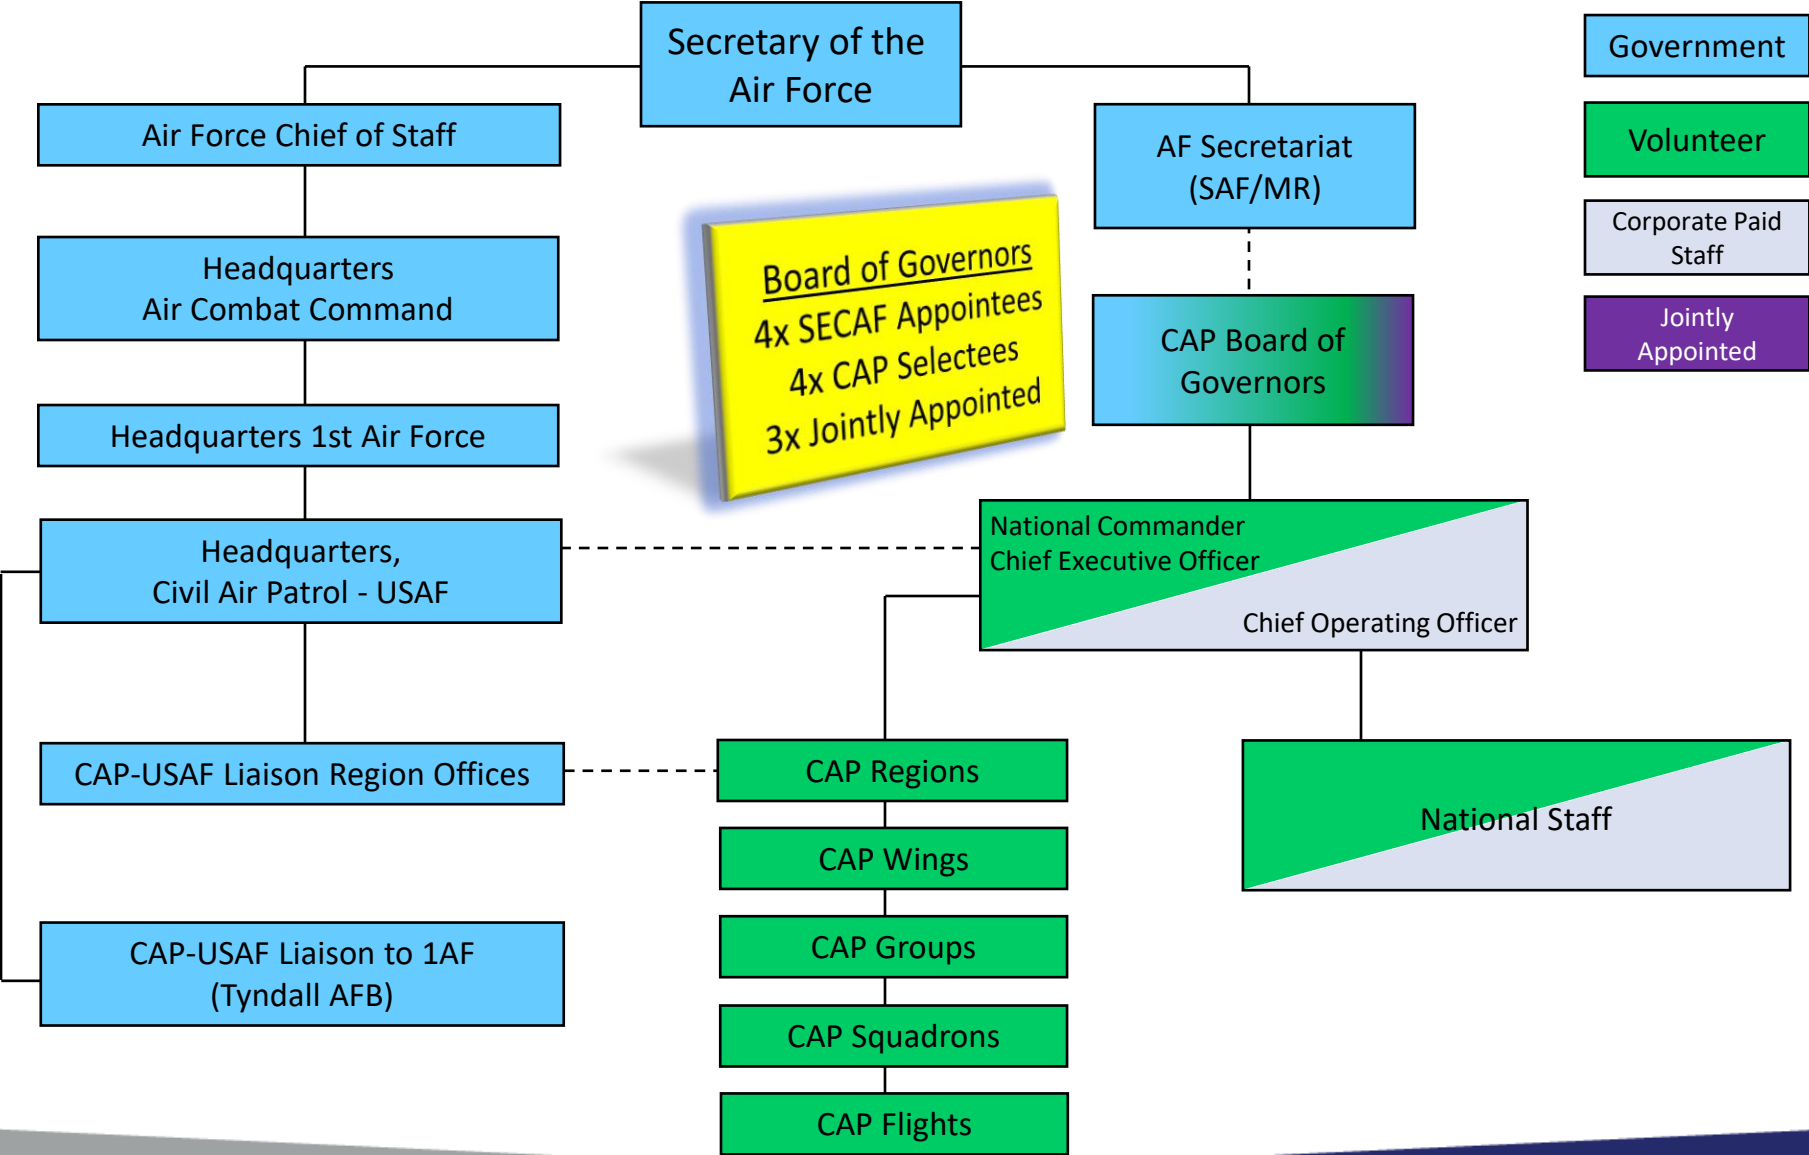 Secretary of the
Air Force
Government
Air Force Chief of Staff
AF Secretariat
(SAF/MR)
Volunteer
Corporate Paid
Staff
Headquarters
Air Combat Command
Board of Governors
4x SECAF Appointees
4x CAP Selectees
3x Jointly Appointed
CAP Board of
Governors
Jointly
Appointed
Headquarters 1st Air Force
Headquarters,
Civil Air Patrol - USAF
National Commander
Chief Executive Officer
Chief Operating Officer
CAP-USAF Liaison Region Offices
CAP Regions
National Staff
CAP Wings
CAP-USAF Liaison to 1AF
(Tyndall AFB)
CAP Groups
CAP Squadrons
CAP Flights